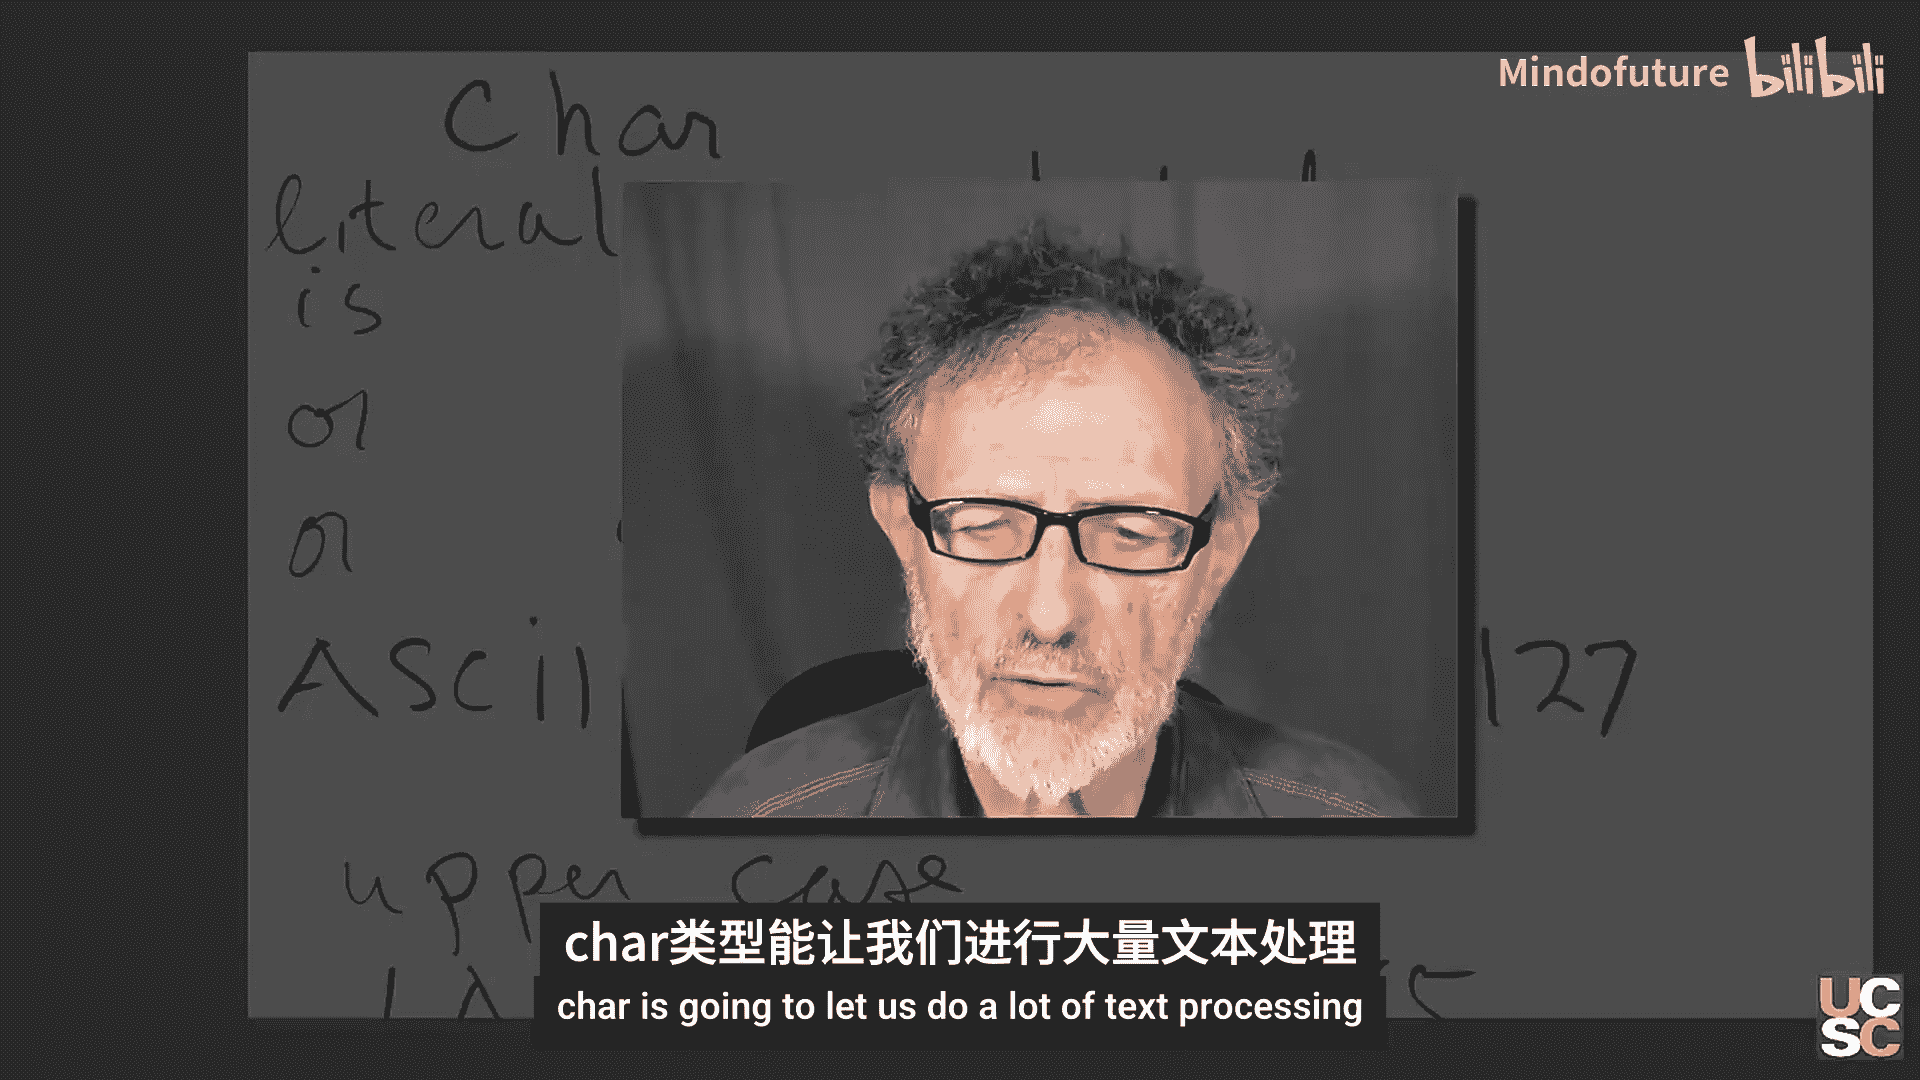 Mindofuture bilibili
Char
literal
is
or
or
ASCII 127
upper case
char类型能让我们进行大量文本处理
char is going to let us do a lot of text processing
UC
SC